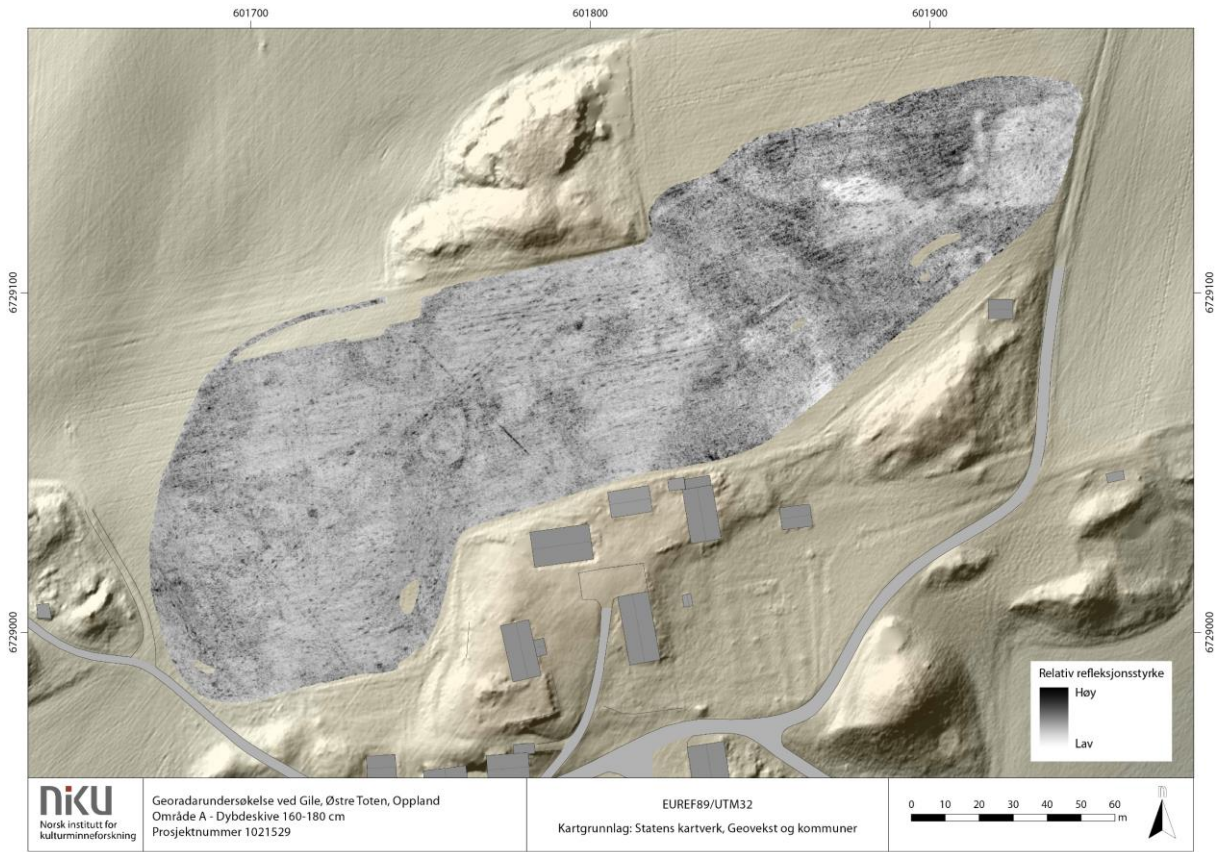 601700
601800
601900
6729100
6729100
6729000
6729000
Relativ refleksjonsstyrke
Høy
Lav
NIKU
Norsk institutt for
kulturminneforskning
Georadarundersøkelse ved Gile, Østre Toten, Oppland
Område A - Dybdeskive 160-180 cm
Prosjektnummer 1021529
EUREF89/UTM32
Kartgrunnlag: Statens kartverk, Geovekst og kommuner
0 10 20 30 40 50 60
m
n